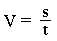 V = s/t